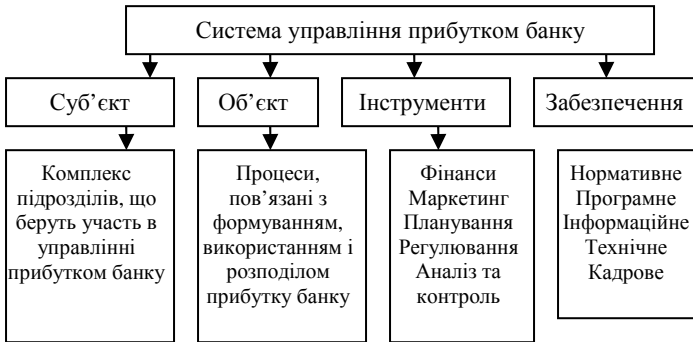 Система управління прибутком банку
Суб’єкт
Об’єкт
Інструменти
Забезпечення
Комплекс
підрозділів, що
беруть участь в
управлінні
прибутком банку
Процеси,
пов’язані з
формуванням,
використанням і
розподілом
прибутку банку
Фінанси
Маркетинг
Планування
Регулювання
Аналіз та
контроль
Нормативне
Програмне
Інформаційне
Технічне
Кадрове